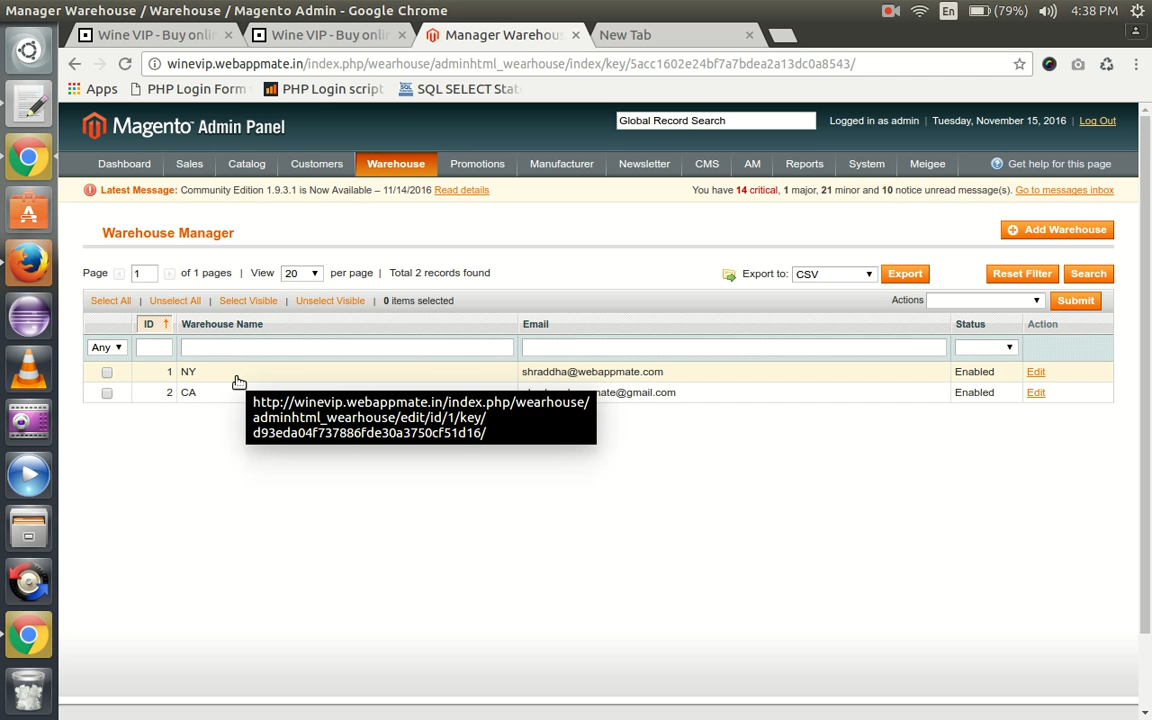 Manager Warehouse / Warehouse / Magento Admin - Google Chrome
En
(79%)
4:38 PM
Wine VIP - Buy onli
Wine VIP - Buy onli
Manager Warehous
New Tab
winevip.webappmate.in/index.php/wearhouse/adminhtml_wearhouse/index/key/5acc1602e24bf7a7bdea2a13dc0a8543/
Apps
PHP Login Form
PHP Login script
SQL SELECT Stat
Magento Admin Panel
Global Record Search
Logged in as admin | Tuesday, November 15, 2016 | Log Out
Dashboard Sales Catalog Customers Warehouse Promotions Manufacturer Newsletter CMS AM Reports System Meigee
Get help for this page
Latest Message: Community Edition 1.9.3.1 is Now Available – 11/14/2016 Read details
You have 14 critical, 1 major, 21 minor and 10 notice unread message(s). Go to messages inbox
Warehouse Manager
Add Warehouse
Page 1 of 1 pages | View 20 per page | Total 2 records found
Export to: CSV Export
Reset Filter Search
Select All | Unselect All | Select Visible | Unselect Visible | 0 items selected
Actions Submit
ID Warehouse Name Email Status Action
Any
1 NY shraddha@webappmate.com Enabled Edit
2 CA mate@gmail.com Enabled Edit
http://winevip.webappmate.in/index.php/wearhouse/
adminhtml_wearhouse/edit/id/1/key/
d93eda04f737886fde30a3750cf51d16/